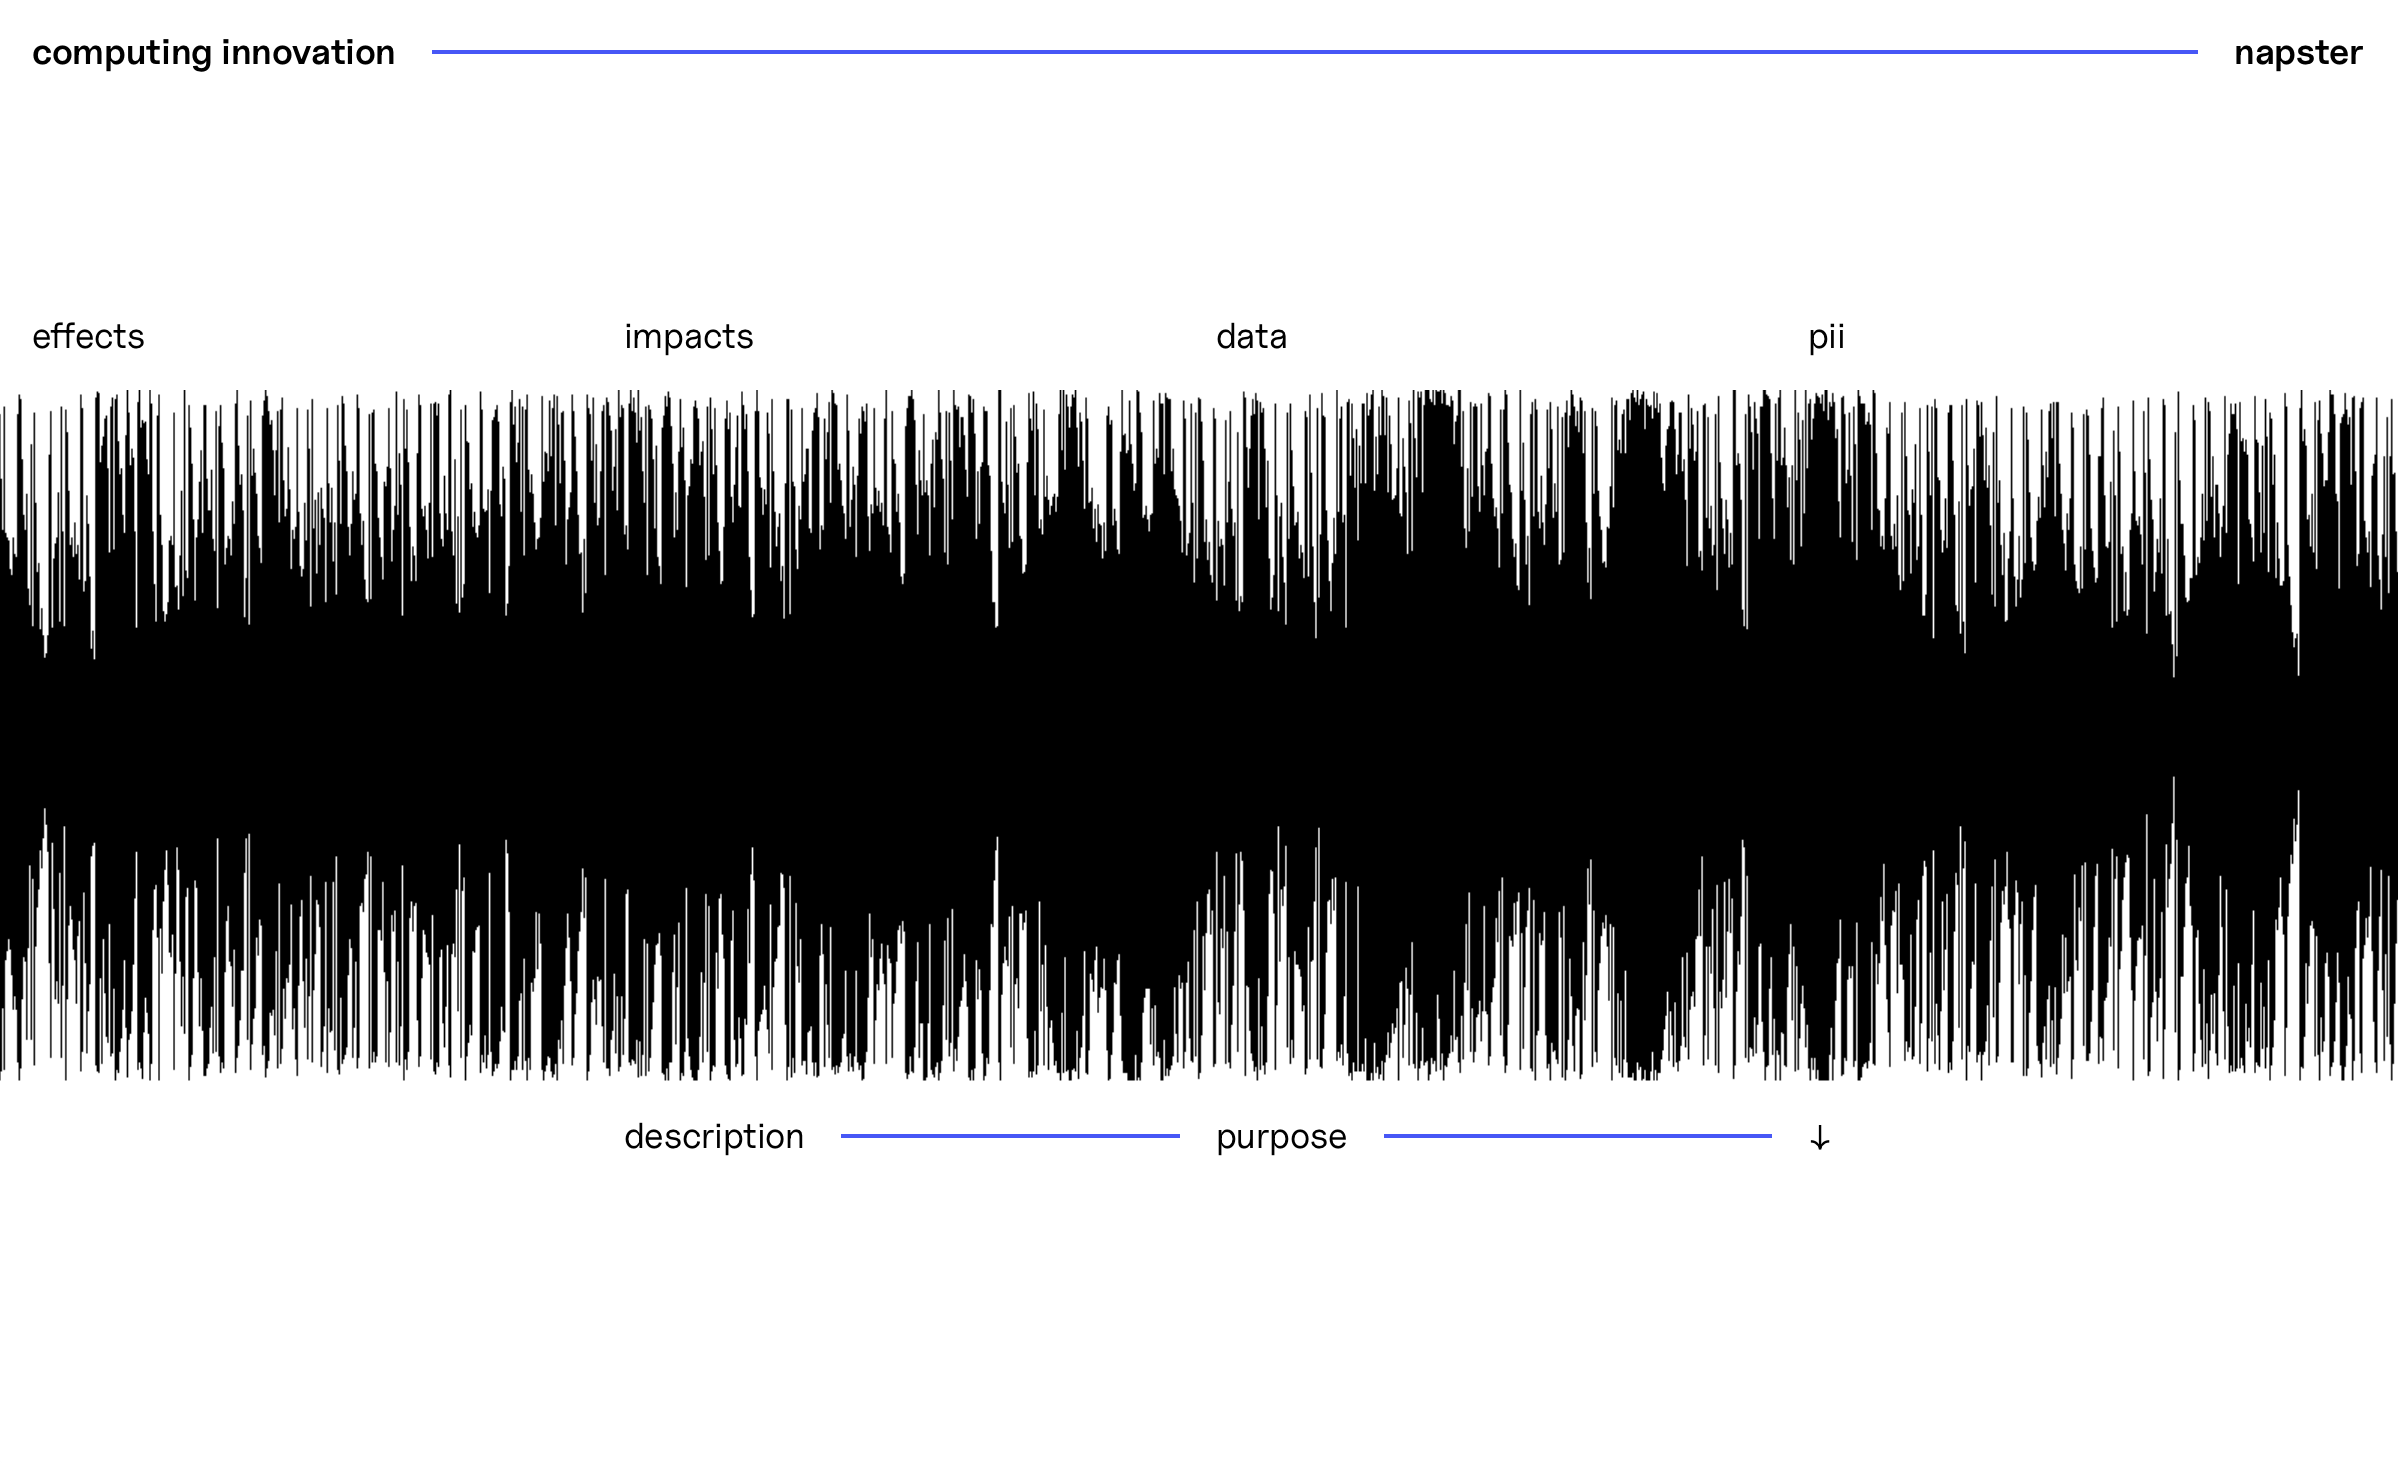 computing innovation napster
effects impacts data pii
description purpose ↓